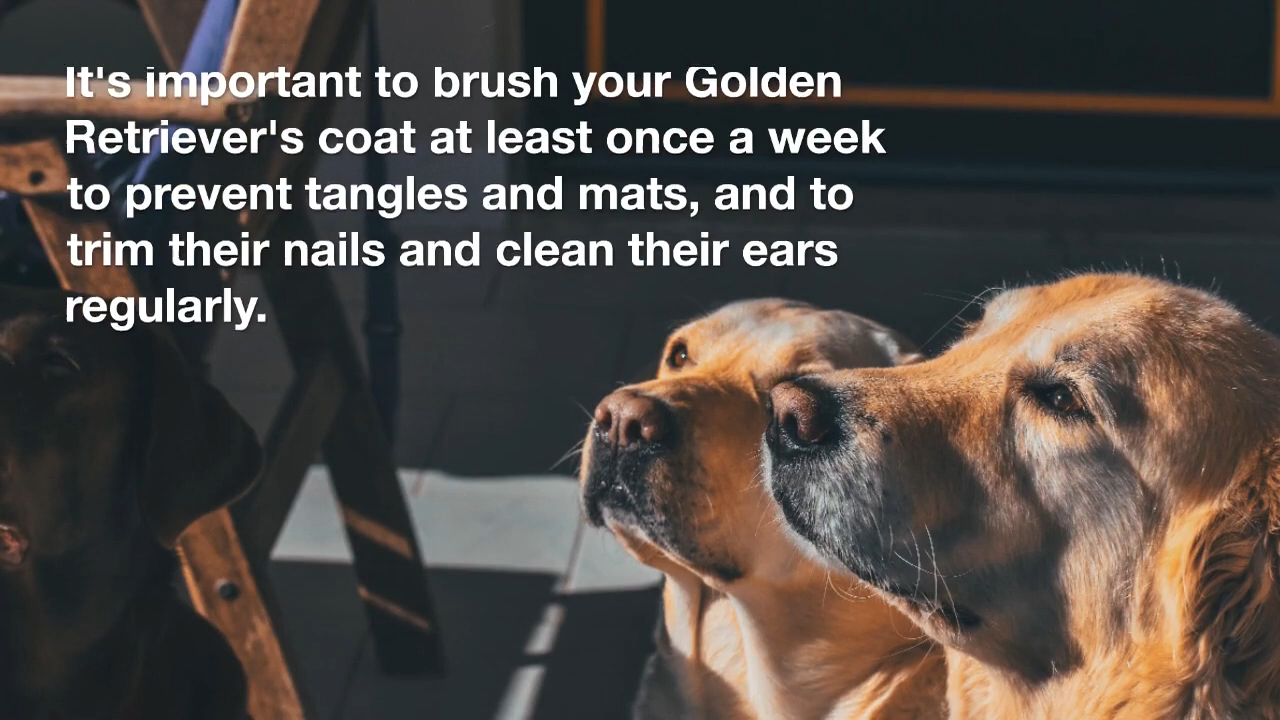 It's important to brush your Golden
Retriever's coat at least once a week
to prevent tangles and mats, and to
trim their nails and clean their ears
regularly.